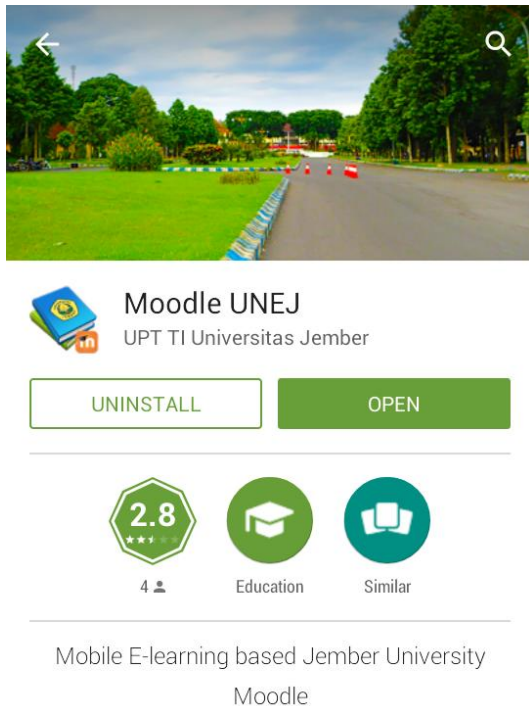 Moodle UNEJ
UPT TI Universitas Jember
UNINSTALL
OPEN
2.8
4
Education
Similar
Mobile E-learning based Jember University
Moodle